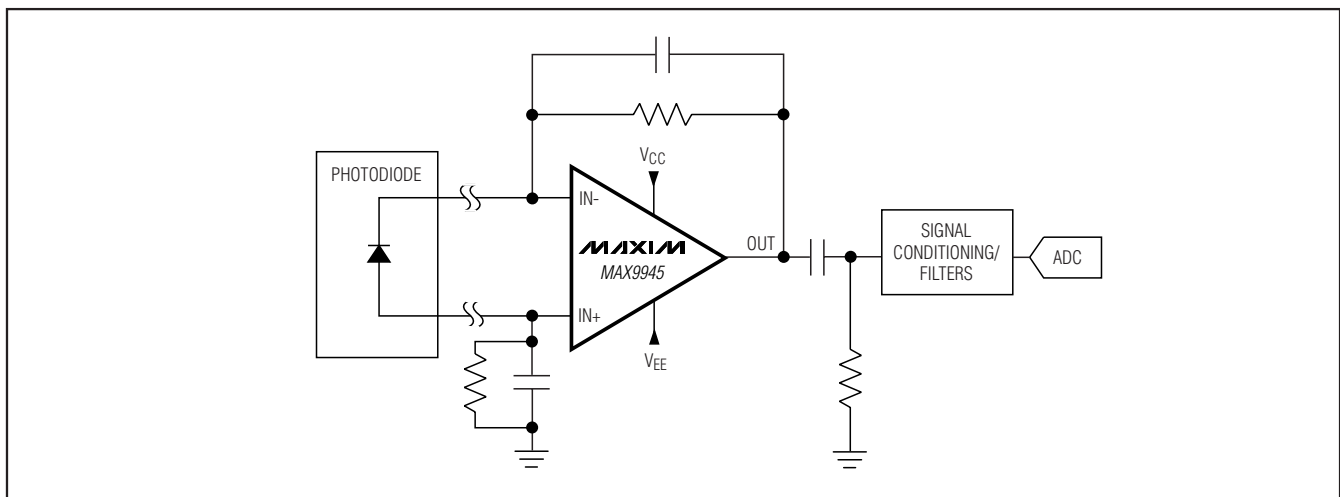 PHOTODIODE
VCC
IN-
MAXIM
MAX9945
OUT
IN+
VEE
SIGNAL
CONDITIONING/
FILTERS
ADC